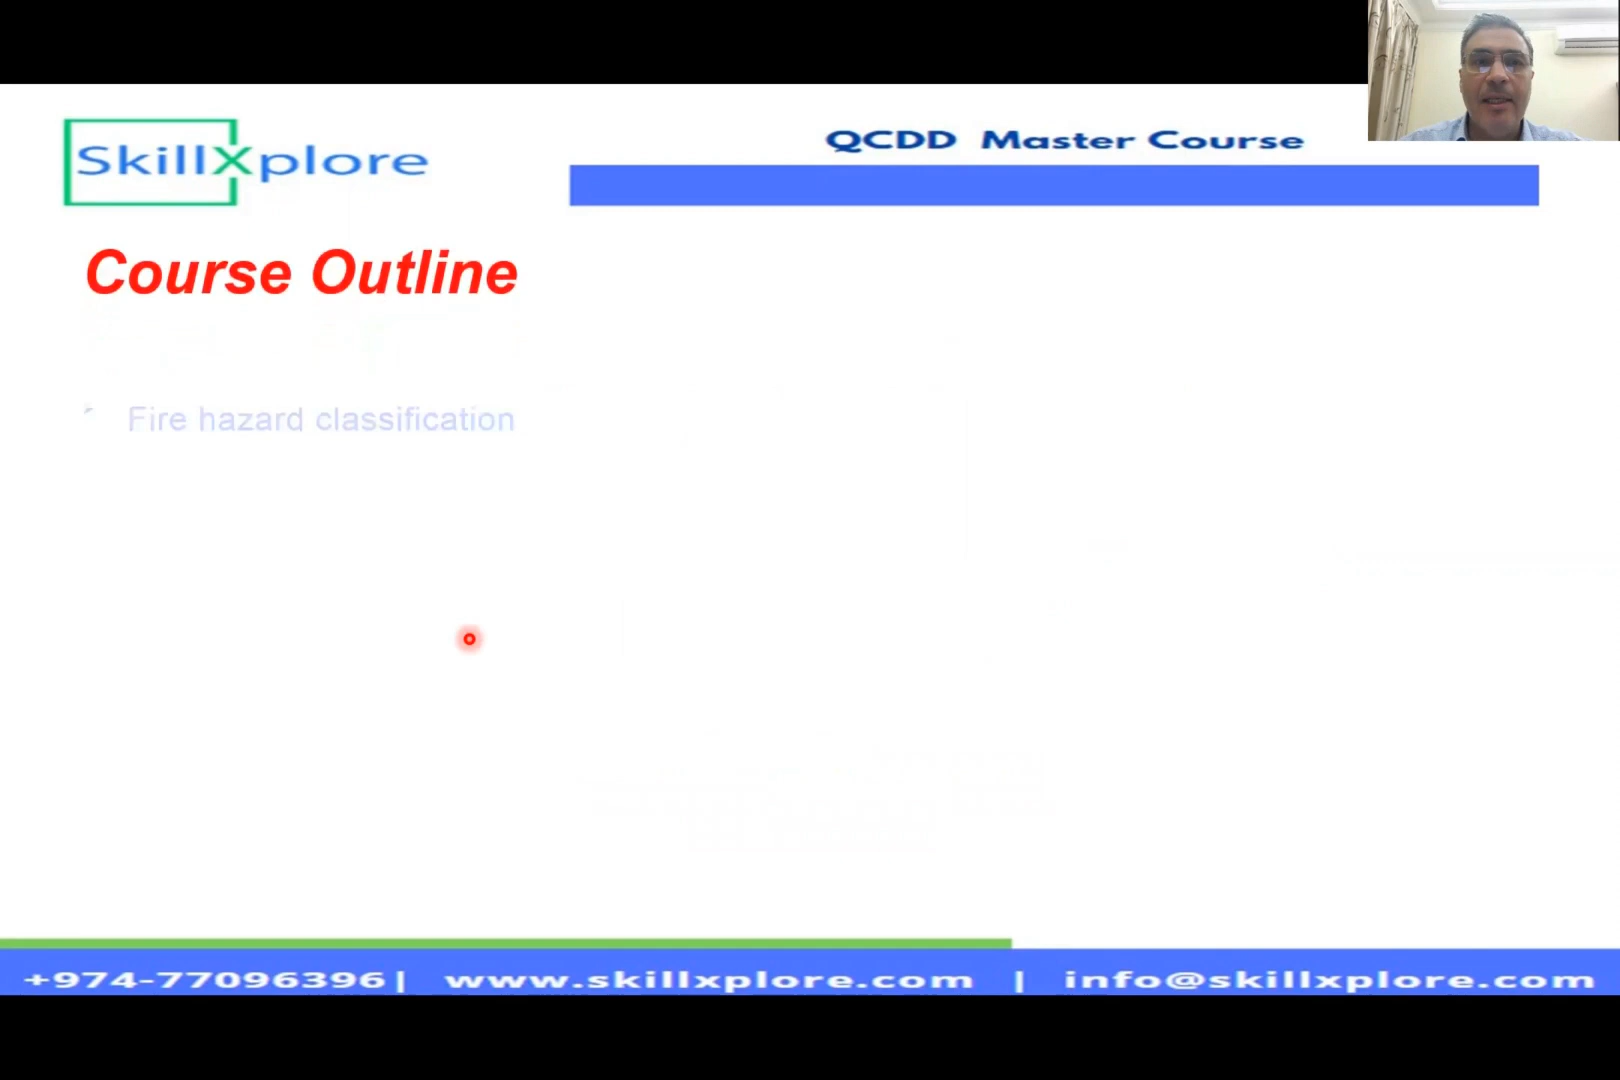 SkillXplore
QCDD Master Course
Course Outline
Fire hazard classification
+974-77096396| www.skillxplore.com | info@skillxplore.com